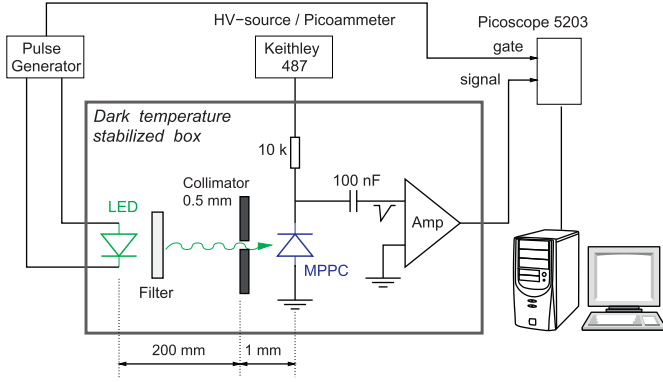 HV−source / Picoammeter
Picoscope 5203
Pulse
Generator
Keithley
487
gate
signal
Dark temperature
stabilized box
10 k
100 nF
Collimator
0.5 mm
LED
Amp
MPPC
Filter
200 mm
1 mm